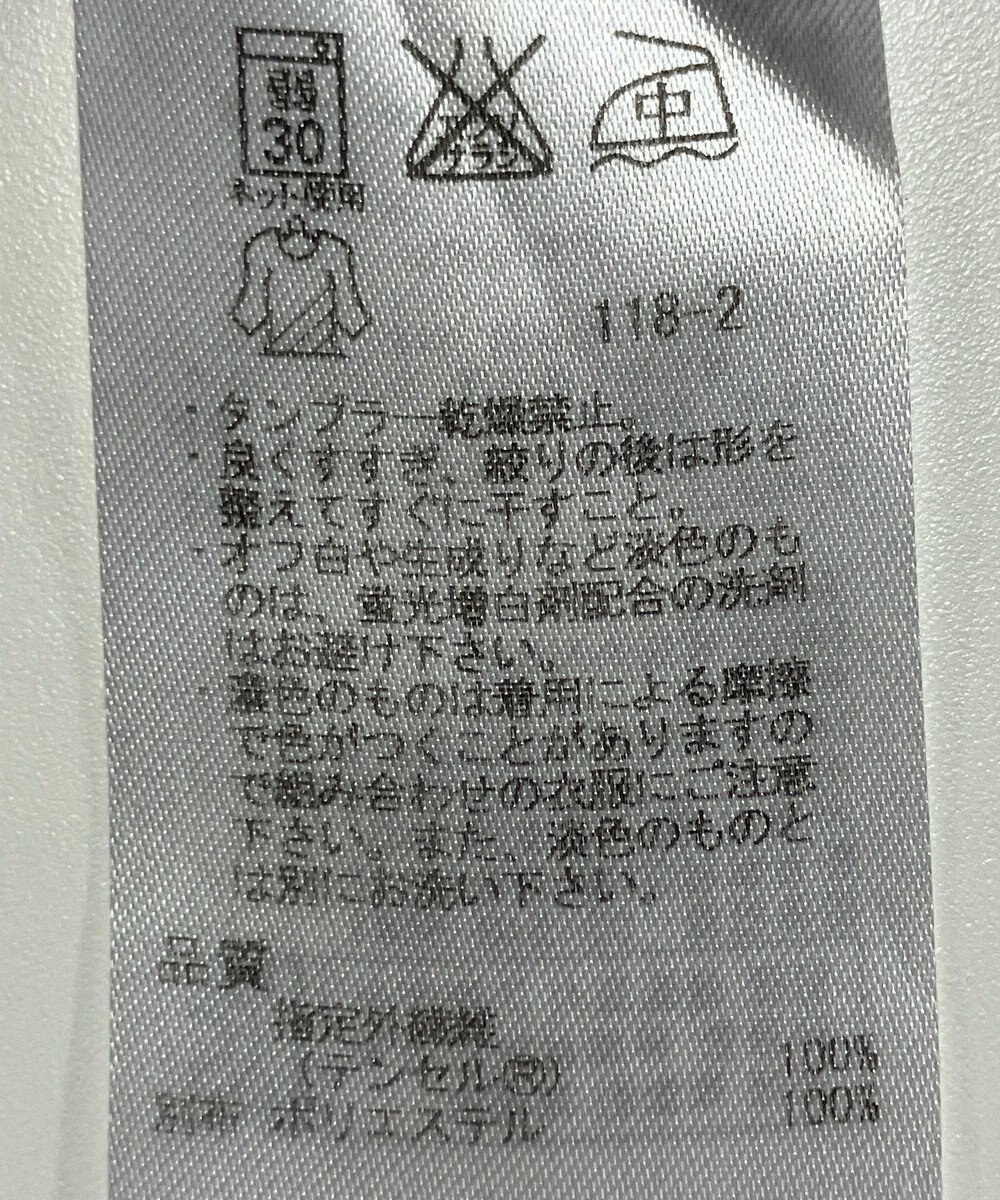 弱
30
ネット使用
エンソ
サラシ
中
118-2
・タンブラー乾燥禁止。
・良くすすぎ、絞りの後は形を
整えてすぐに干すこと。
・オフ白や生成りなど淡色のも
のは、蛍光増白剤配合の洗剤
はお避け下さい。
・濃色のものは着用による摩擦
で色がつくことがありますの
で組み合わせの衣服にご注意
下さい。また、淡色のものと
は別にお洗い下さい。
品質
指定外繊維
(テンセル®) 100%
別布 ポリエステル 100%